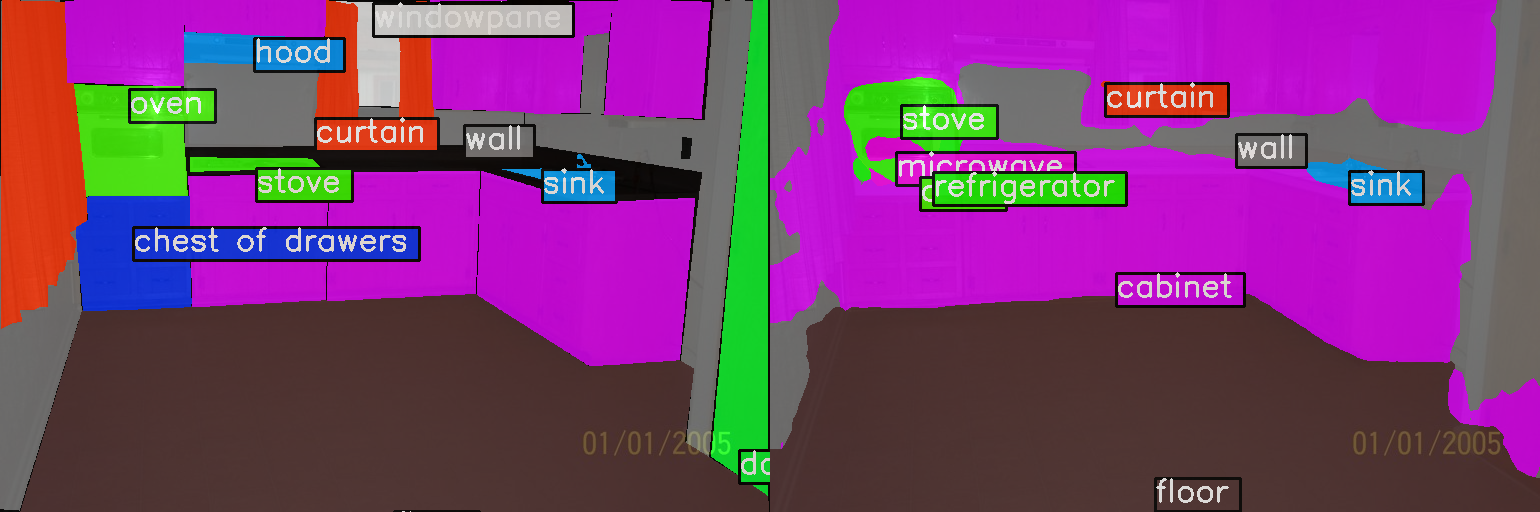 windowpane
hood
oven
curtain
wall
stove
sink
chest of drawers
01/01/2005
curtain
stove
wall
microwave
refrigerator
sink
cabinet
01/01/2005
floor